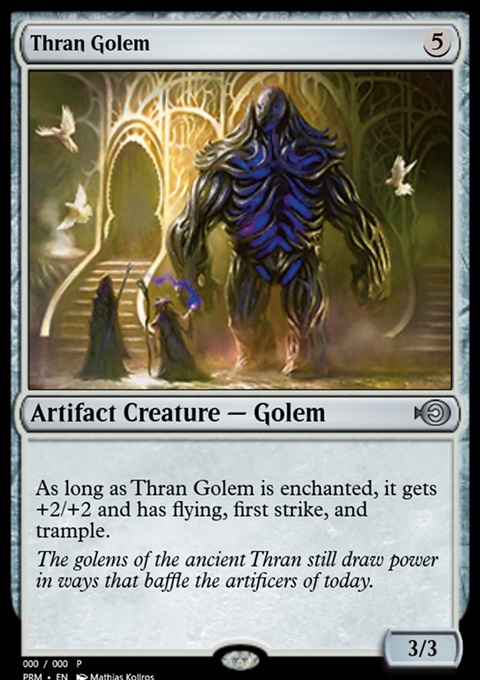 Thran Golem
5
Artifact Creature — Golem
As long as Thran Golem is enchanted, it gets
+2/+2 and has flying, first strike, and
trample.
The golems of the ancient Thran still draw power
in ways that baffle the artificers of today.
3/3
000 / 000 P
PRM • EN Mathias Kollros